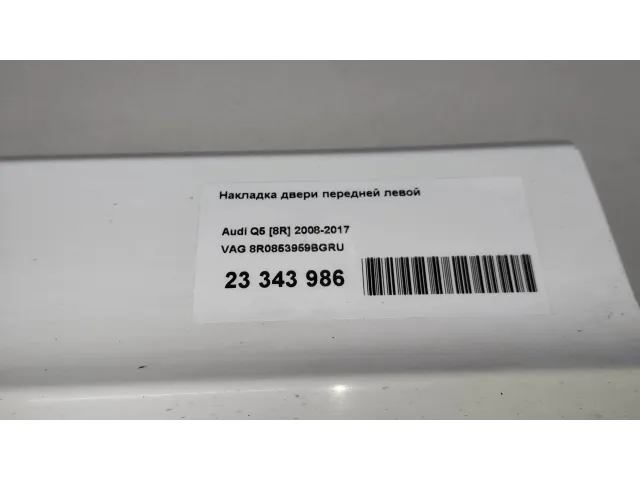 Накладка двери передней левой
Audi Q5 [8R] 2008-2017
VAG 8R0853959BGRU
23 343 986